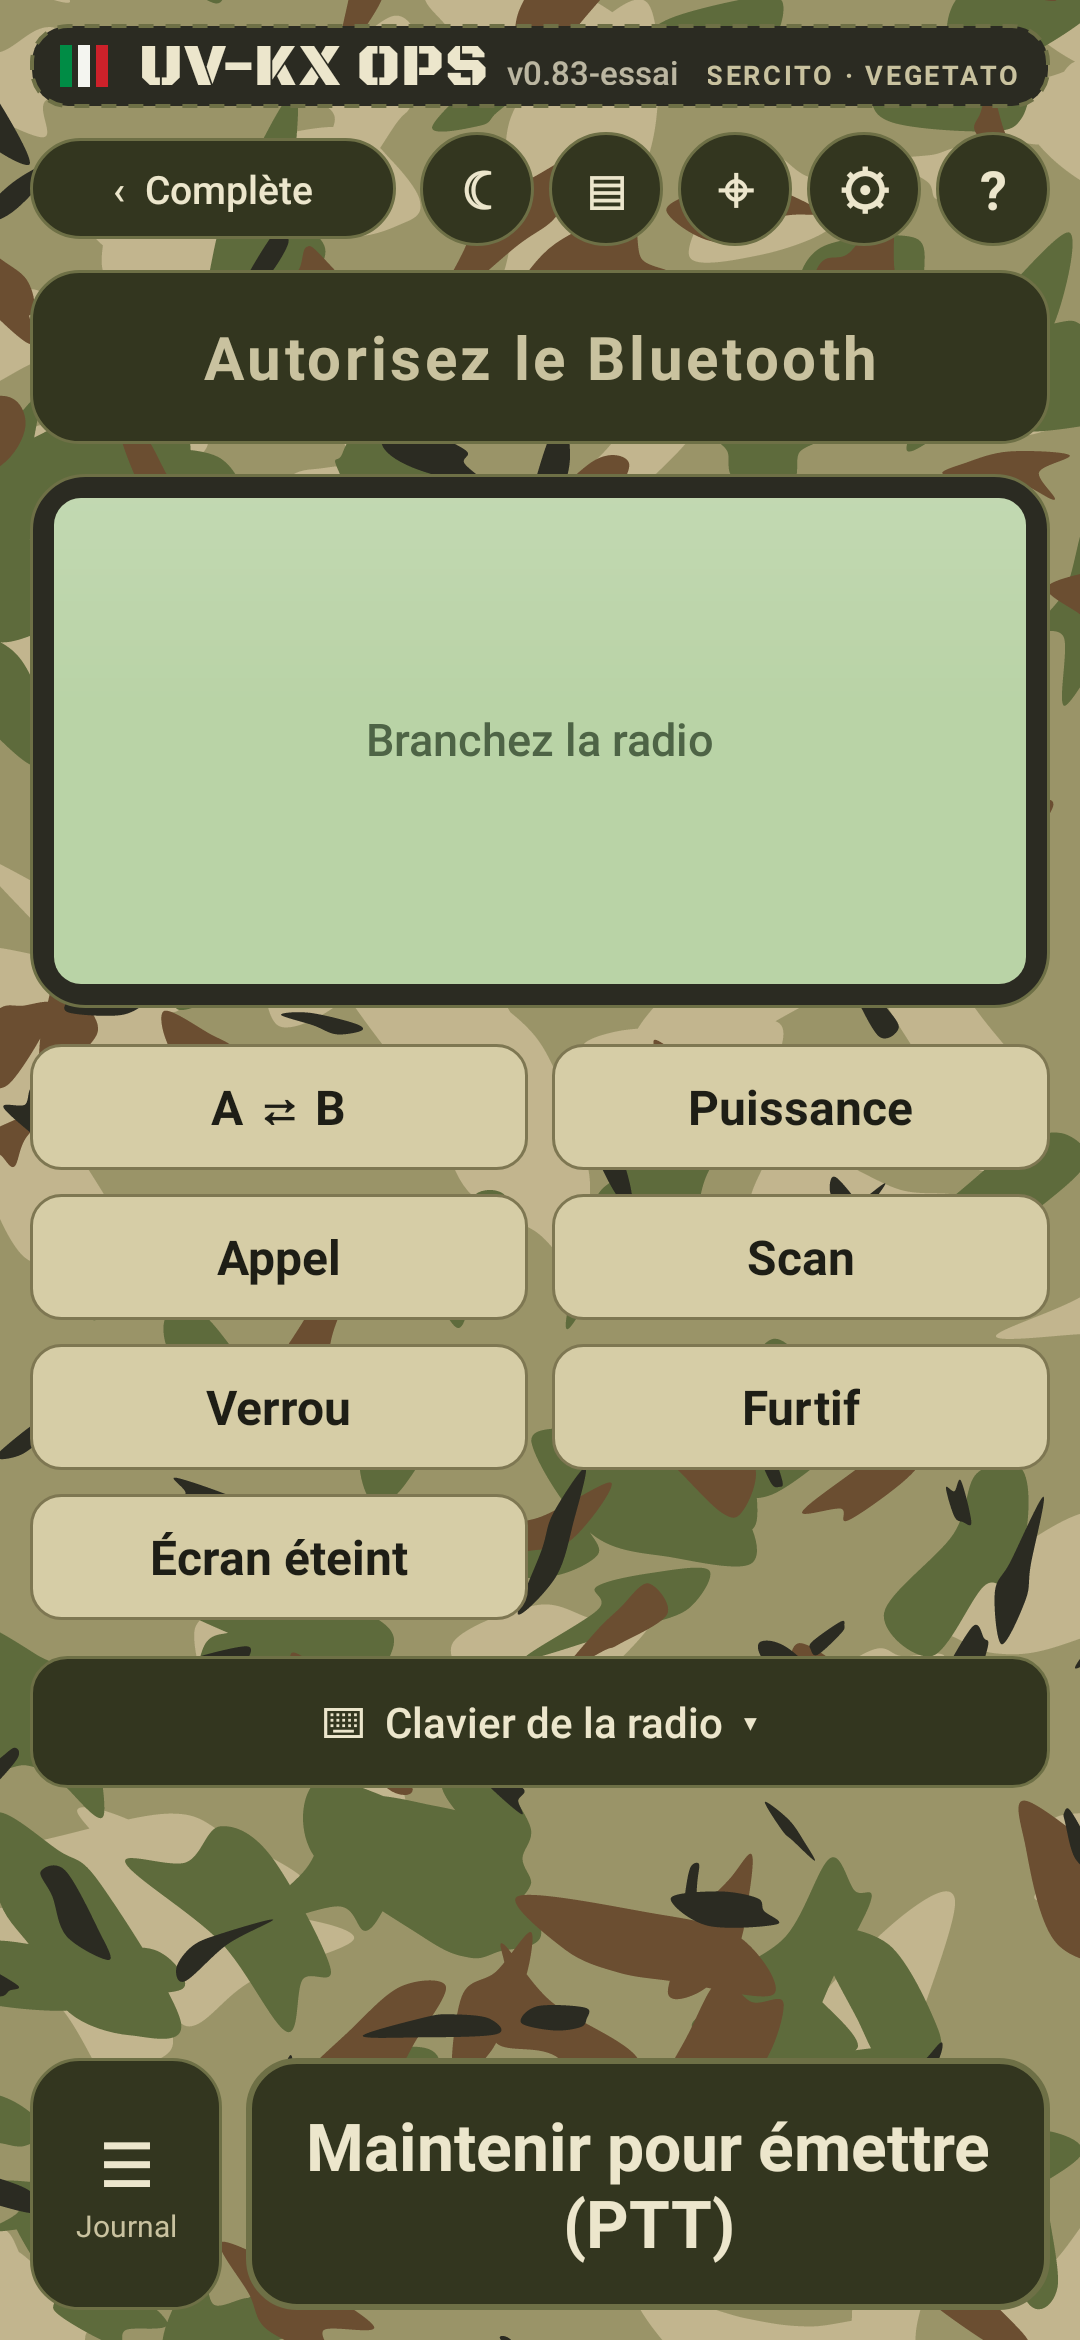 UV-KX OPS v0.83-essai SERCITO · VEGETATO
‹ Complète ?
Autorisez le Bluetooth
Branchez la radio
A ⇄ B
Puissance
Appel
Scan
Verrou
Furtif
Écran éteint
Clavier de la radio ▾
Journal
Maintenir pour émettre
(PTT)